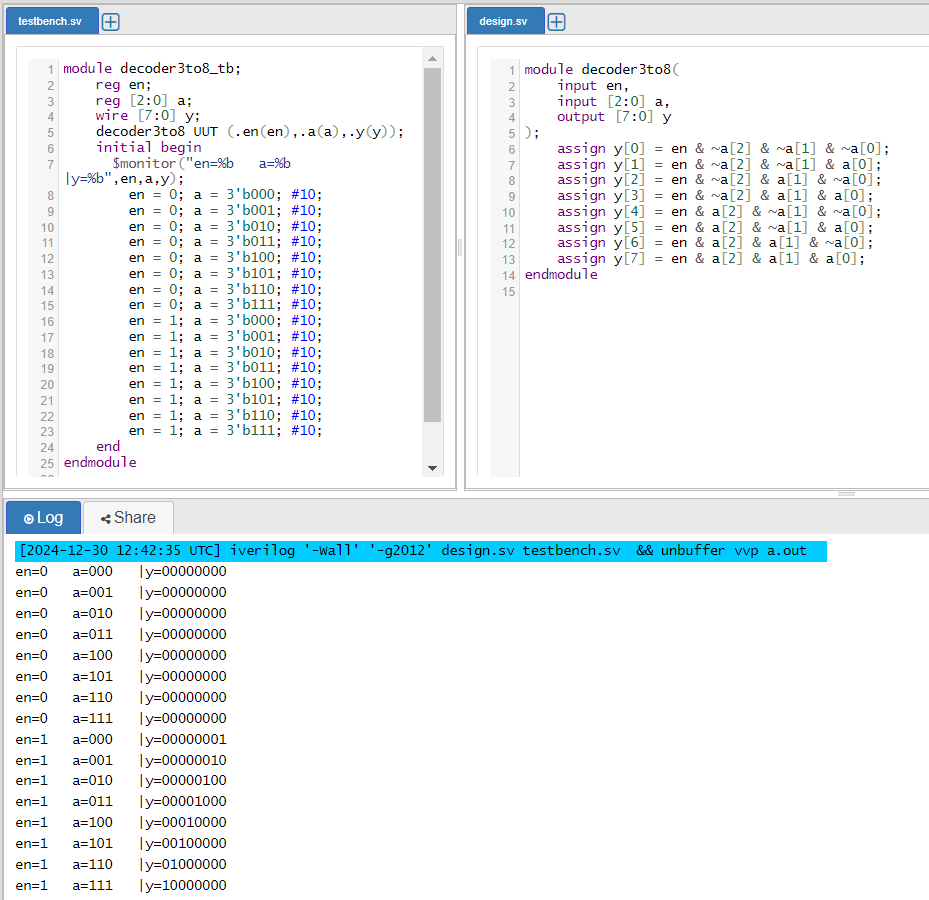 testbench.sv
1 module decoder3to8_tb;
2     reg en;
3     reg [2:0] a;
4     wire [7:0] y;
5     decoder3to8 UUT (.en(en),.a(a),.y(y));
6     initial begin
7       $monitor("en=%b   a=%b
|y=%b",en,a,y);
8         en = 0; a = 3'b000; #10;
9         en = 0; a = 3'b001; #10;
10         en = 0; a = 3'b010; #10;
11         en = 0; a = 3'b011; #10;
12         en = 0; a = 3'b100; #10;
13         en = 0; a = 3'b101; #10;
14         en = 0; a = 3'b110; #10;
15         en = 0; a = 3'b111; #10;
16         en = 1; a = 3'b000; #10;
17         en = 1; a = 3'b001; #10;
18         en = 1; a = 3'b010; #10;
19         en = 1; a = 3'b011; #10;
20         en = 1; a = 3'b100; #10;
21         en = 1; a = 3'b101; #10;
22         en = 1; a = 3'b110; #10;
23         en = 1; a = 3'b111; #10;
24     end
25 endmodule
design.sv
1 module decoder3to8(
2     input en,
3     input [2:0] a,
4     output [7:0] y
5 );
6     assign y[0] = en & ~a[2] & ~a[1] & ~a[0];
7     assign y[1] = en & ~a[2] & ~a[1] & a[0];
8     assign y[2] = en & ~a[2] & a[1] & ~a[0];
9     assign y[3] = en & ~a[2] & a[1] & a[0];
10     assign y[4] = en & a[2] & ~a[1] & ~a[0];
11     assign y[5] = en & a[2] & ~a[1] & a[0];
12     assign y[6] = en & a[2] & a[1] & ~a[0];
13     assign y[7] = en & a[2] & a[1] & a[0];
14 endmodule
15
Log
Share
[2024-12-30 12:42:35 UTC] iverilog '-Wall' '-g2012' design.sv testbench.sv  && unbuffer vvp a.out
en=0   a=000   |y=00000000
en=0   a=001   |y=00000000
en=0   a=010   |y=00000000
en=0   a=011   |y=00000000
en=0   a=100   |y=00000000
en=0   a=101   |y=00000000
en=0   a=110   |y=00000000
en=0   a=111   |y=00000000
en=1   a=000   |y=00000001
en=1   a=001   |y=00000010
en=1   a=010   |y=00000100
en=1   a=011   |y=00001000
en=1   a=100   |y=00010000
en=1   a=101   |y=00100000
en=1   a=110   |y=01000000
en=1   a=111   |y=10000000